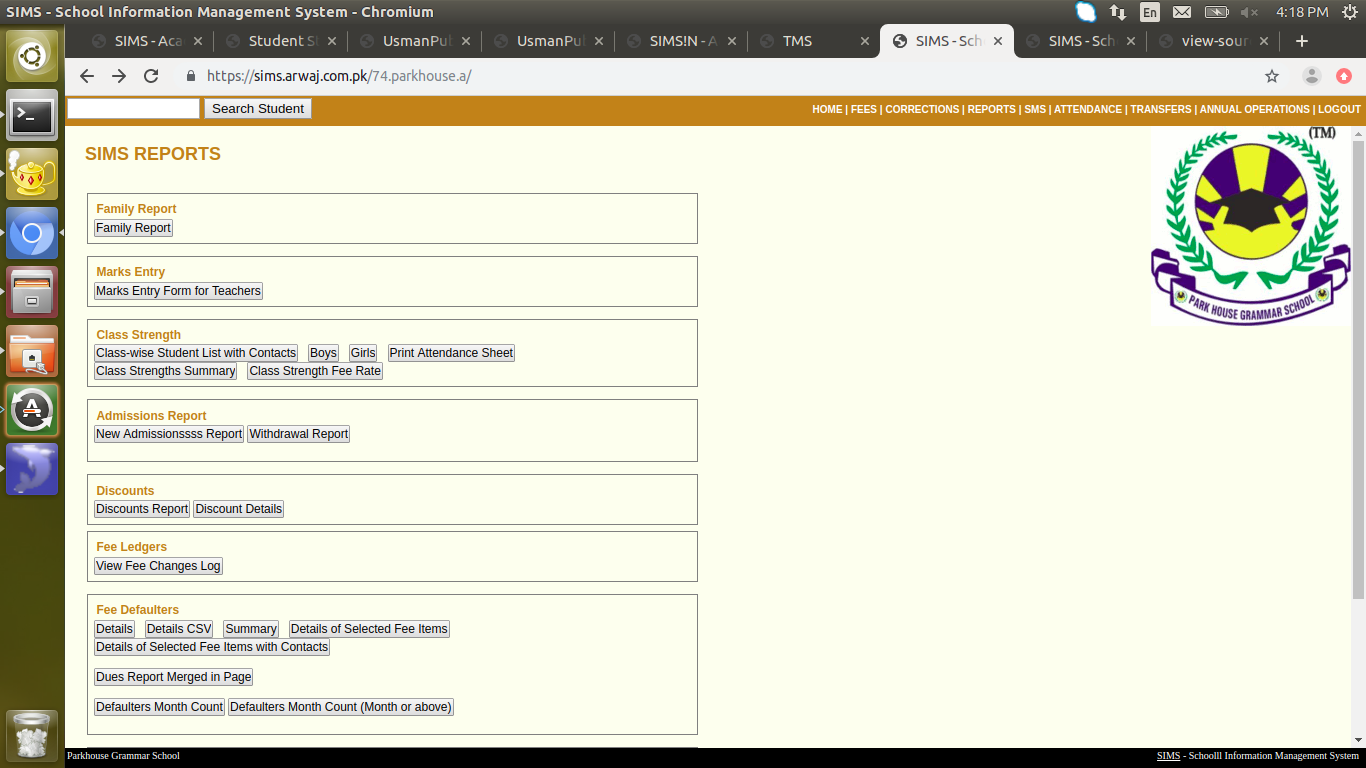 SIMS - School Information Management System - Chromium
En
4:18 PM
SIMS - Aca
Student S
UsmanPu
UsmanPu
SIMS!N - A
TMS
SIMS - Sch
SIMS - Sch
view-sour
https://sims.arwaj.com.pk/74.parkhouse.a/
Search Student
HOME | FEES | CORRECTIONS | REPORTS | SMS | ATTENDANCE | TRANSFERS | ANNUAL OPERATIONS | LOGOUT
(TM)
PARK HOUSE GRAMMAR SCHOOL
SIMS REPORTS
Family Report
Family Report
Marks Entry
Marks Entry Form for Teachers
Class Strength
Class-wise Student List with Contacts Boys Girls Print Attendance Sheet
Class Strengths Summary Class Strength Fee Rate
Admissions Report
New Admissionssss Report Withdrawal Report
Discounts
Discounts Report Discount Details
Fee Ledgers
View Fee Changes Log
Fee Defaulters
Details Details CSV Summary Details of Selected Fee Items
Details of Selected Fee Items with Contacts
Dues Report Merged in Page
Defaulters Month Count Defaulters Month Count (Month or above)
Parkhouse Grammar School
SIMS - Schoolll Information Management System